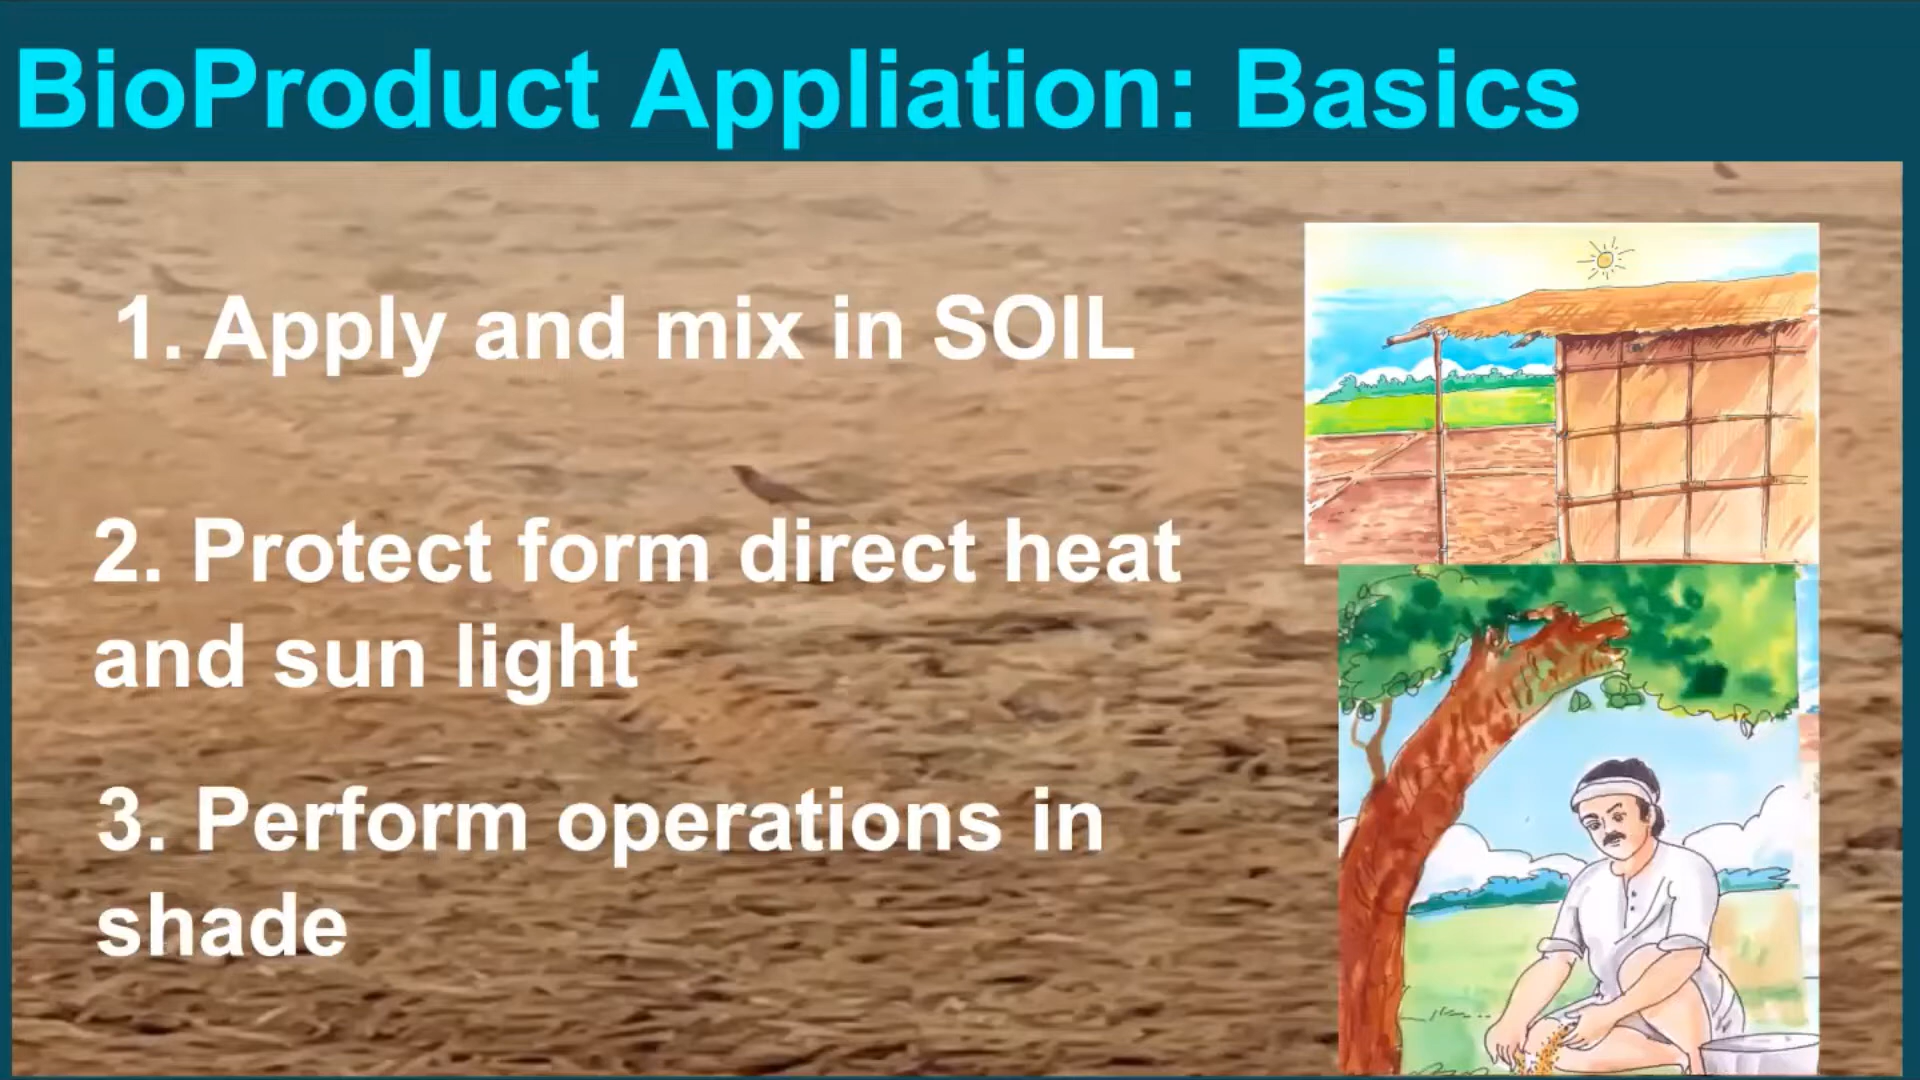 BioProduct Appliation: Basics
1. Apply and mix in SOIL
2. Protect form direct heat
and sun light
3. Perform operations in
shade